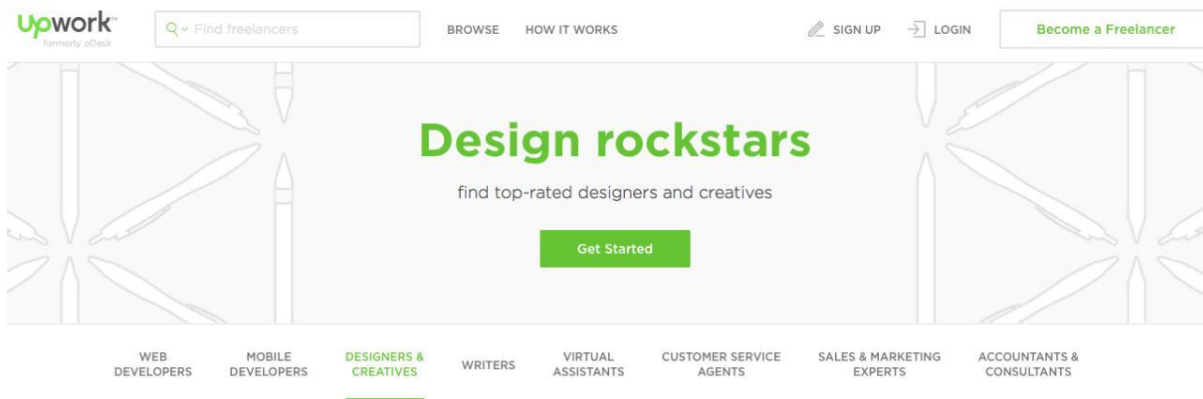 Upwork™
formerly oDesk
Find freelancers
BROWSE
HOW IT WORKS
SIGN UP
LOGIN
Become a Freelancer
Design rockstars
find top-rated designers and creatives
Get Started
WEB
DEVELOPERS
MOBILE
DEVELOPERS
DESIGNERS &
CREATIVES
WRITERS
VIRTUAL
ASSISTANTS
CUSTOMER SERVICE
AGENTS
SALES & MARKETING
EXPERTS
ACCOUNTANTS &
CONSULTANTS